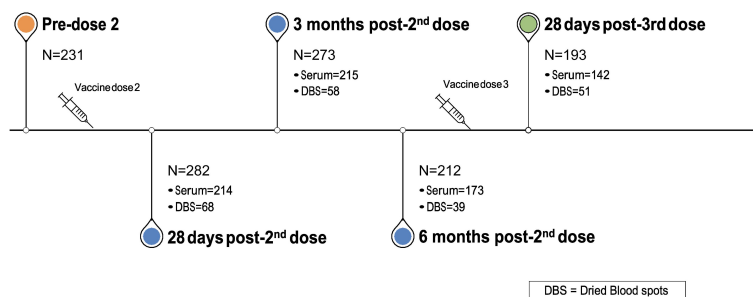 Pre-dose 2
N=231
Vaccine dose 2
3 months post-2nd dose
N=273
• Serum=215
• DBS=58
Vaccine dose 3
28 days post-3rd dose
N=193
• Serum=142
• DBS=51
N=282
• Serum=214
• DBS=68
28 days post-2nd dose
N=212
• Serum=173
• DBS=39
6 months post-2nd dose
DBS = Dried Blood spots